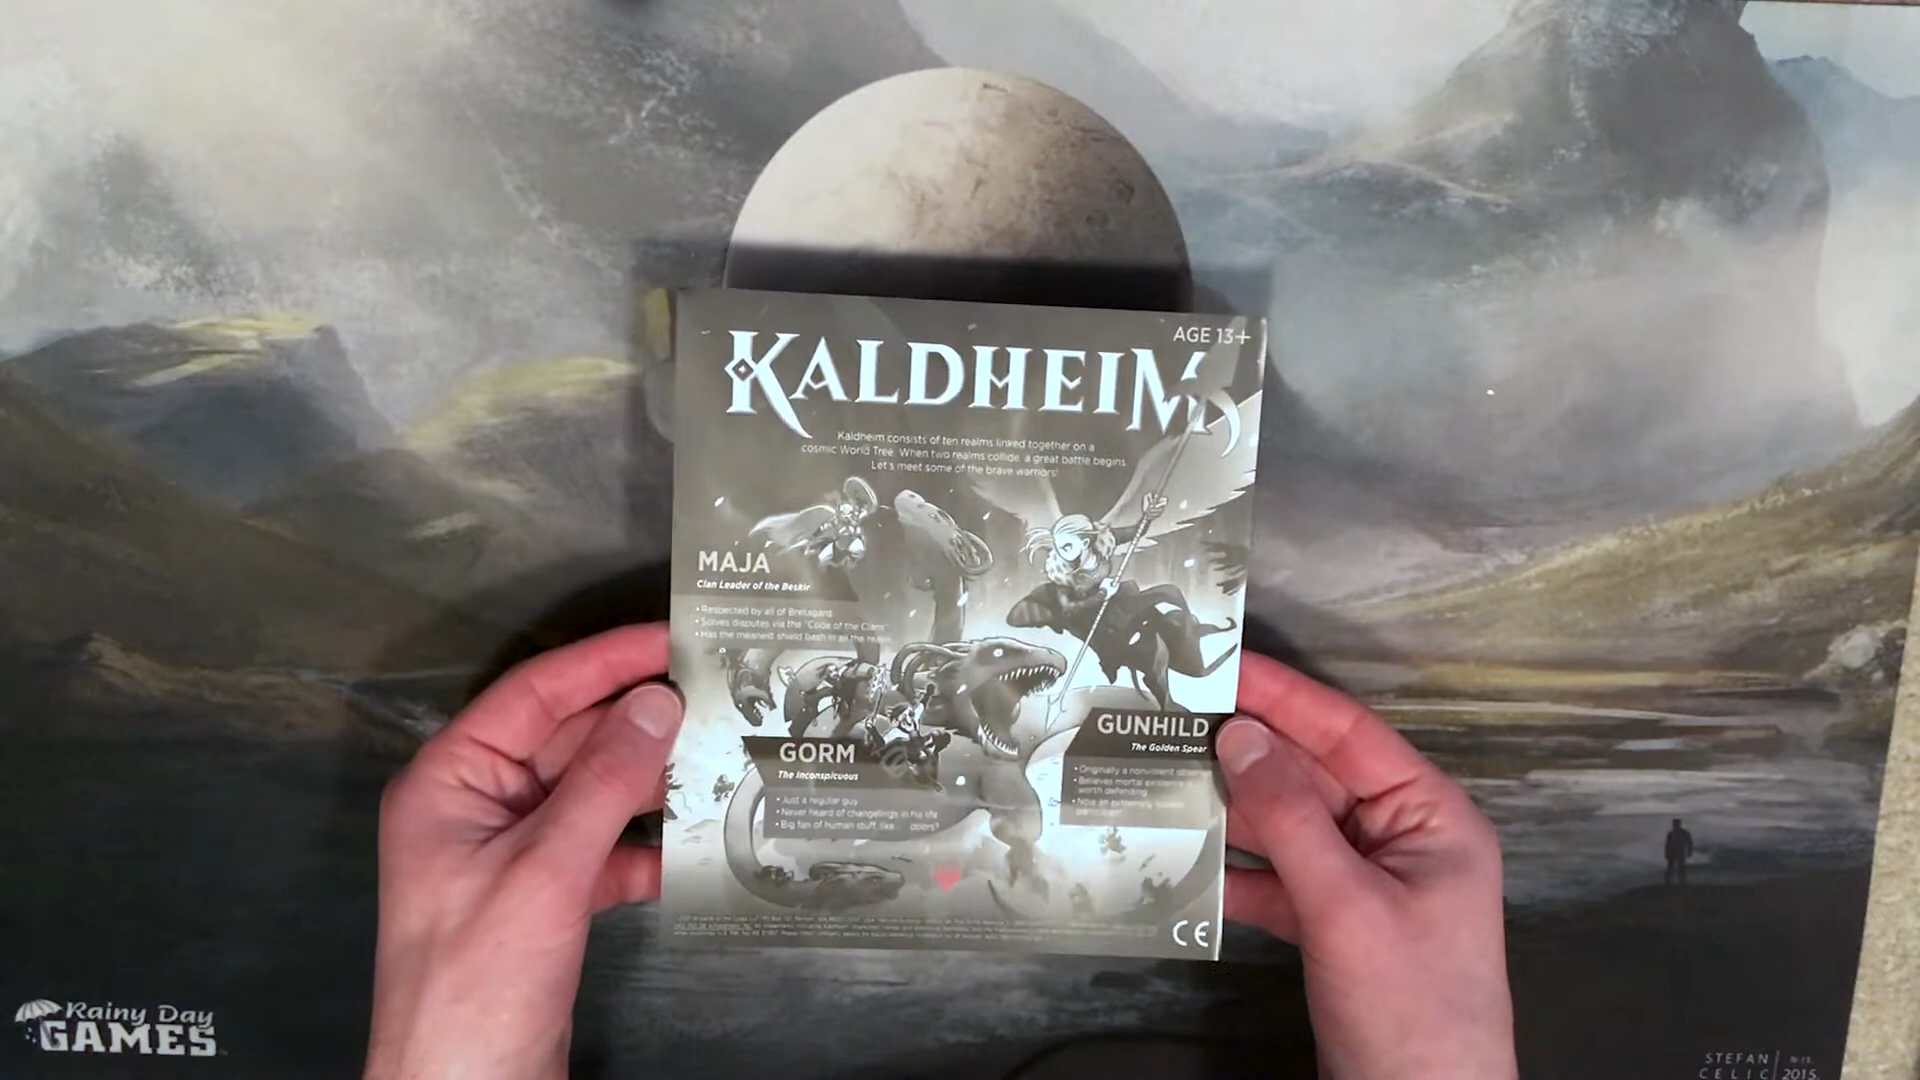 AGE 13+
KALDHEIM
Kaldheim consists of ten realms linked together on a
cosmic World Tree. When two realms collide, a great battle begins.
Let's meet some of the brave warriors!
MAJA
Clan Leader of the Beskir
• Respected by all of Bretagard
• Solves disputes via the "Code of the Clans"
• Has the meanest shield bash in all the realm
GORM
The Inconspicuous
• Just a regular guy
• Never heard of changelings in his life
• Big fan of human stuff, like doors?
GUNHILD
The Golden Spear
• Originally a nonviolent
• Believes mortal existence
worth defending
• Now an extremely
CE
Rainy Day
GAMES
STEFAN
CELIC 2015